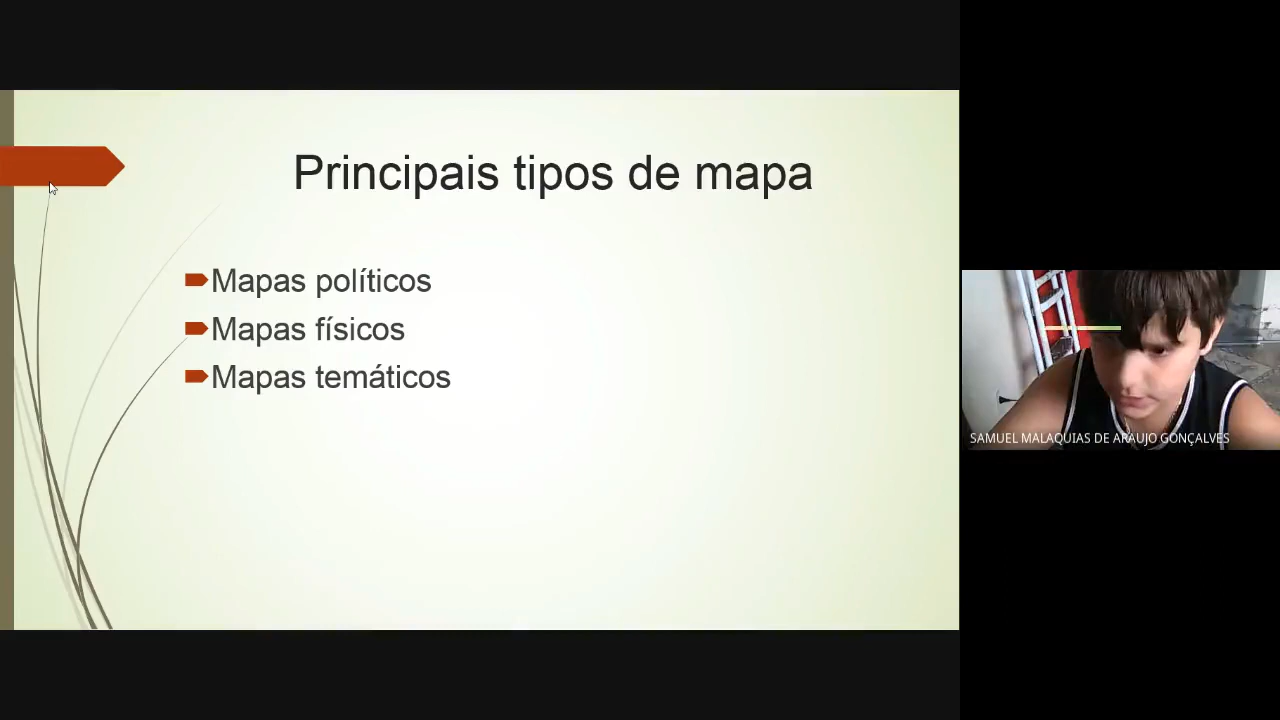 Principais tipos de mapa
Mapas políticos
Mapas físicos
Mapas temáticos
SAMUEL MALAQUIAS DE ARAUJO GONÇALVES